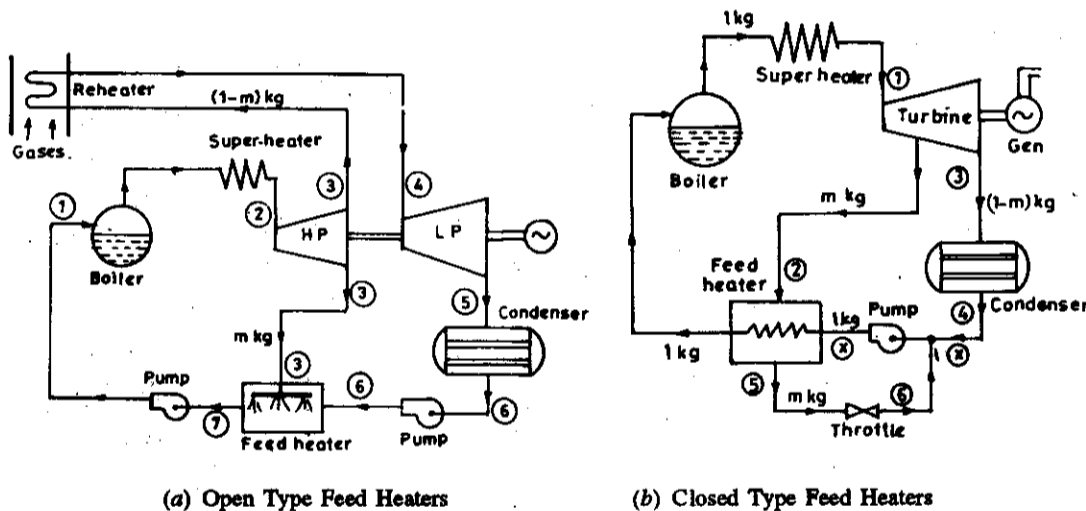 Reheater
(1-m) kg
Gases.
Super-heater
③
④
①
②
HP
LP
Boiler
③
⑤
Condenser
m kg
③
Pump
⑥
⑥
⑦
Feed heater
Pump
(a) Open Type Feed Heaters
1kg
Super heater
①
Turbine
Gen
Boiler
③
m kg
(1-m) kg
Feed heater
②
Condenser
1kg
Pump
④
1kg
ⓧ
ⓧ
⑤
m kg
⑥
Throttle
(b) Closed Type Feed Heaters